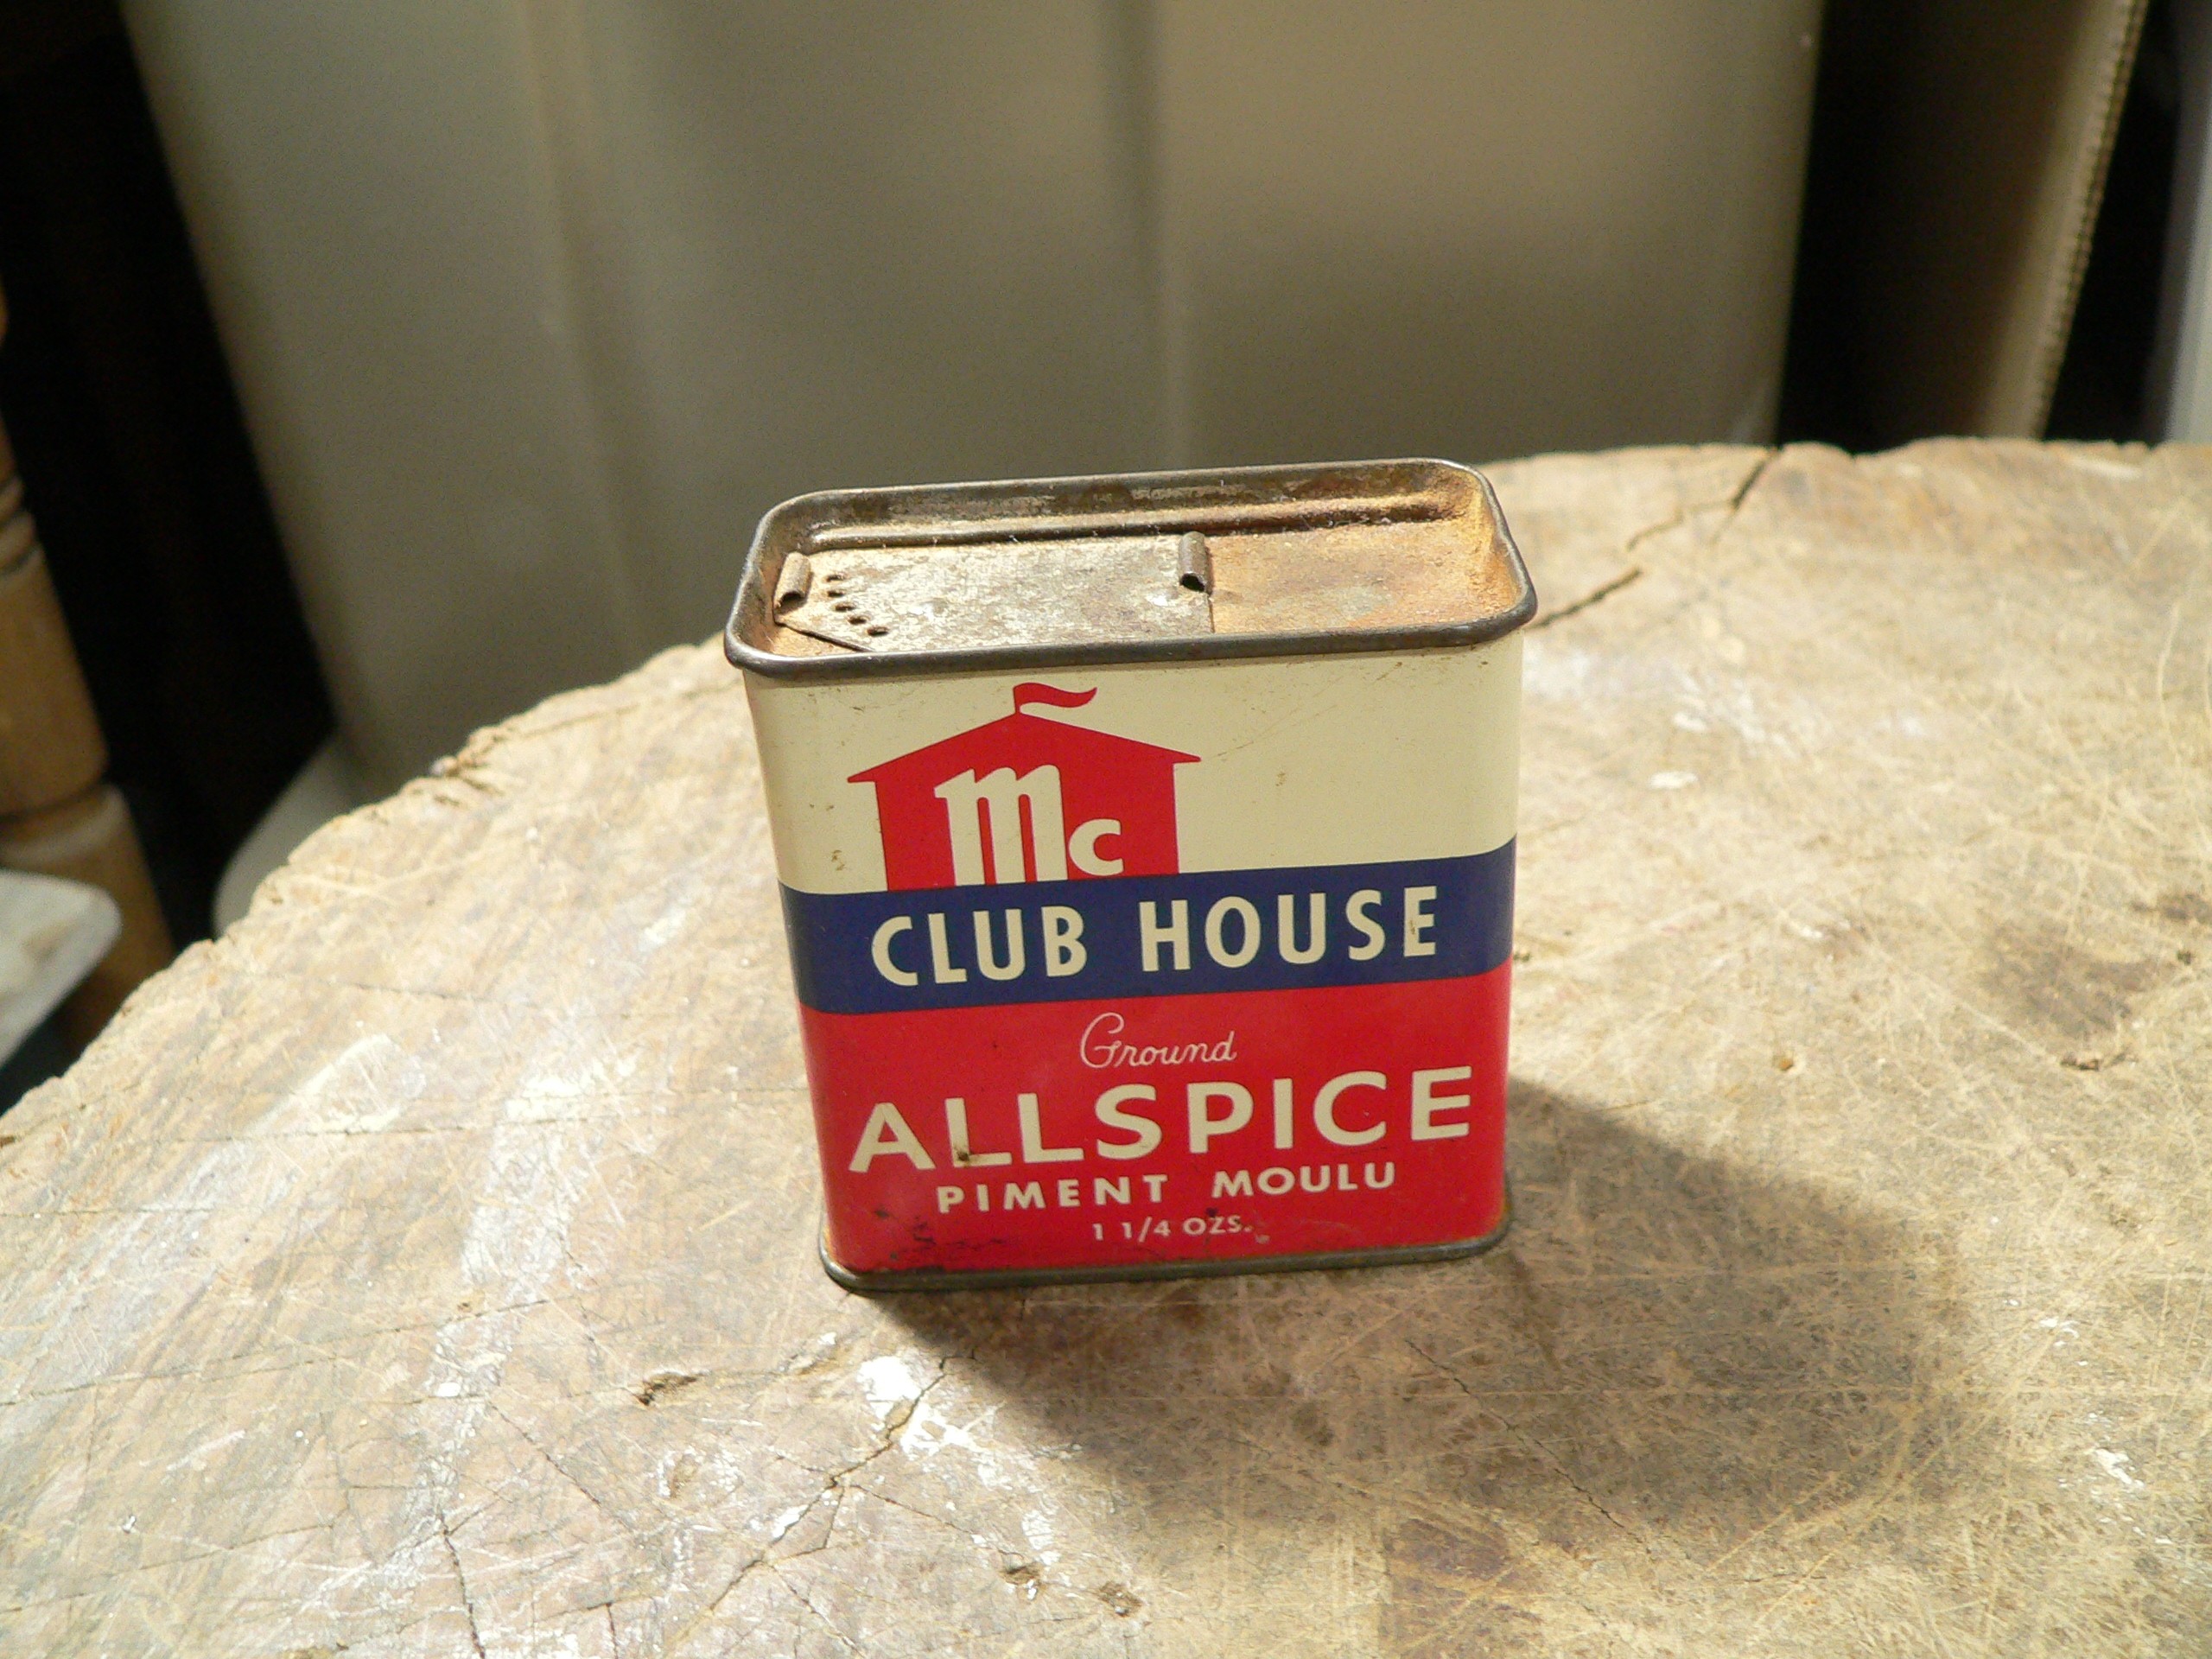 Mc
CLUB HOUSE
Ground
ALLSPICE
PIMENT MOULU
1 1/4 OZS.